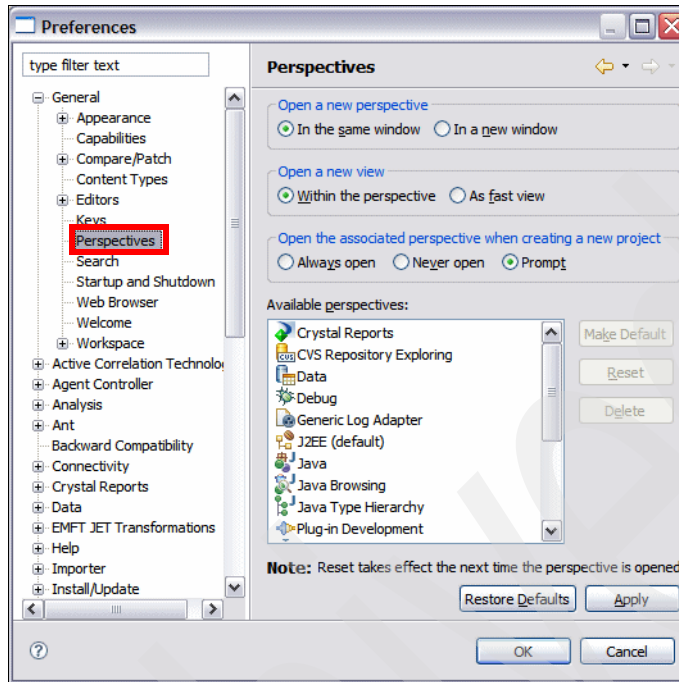 Preferences
type filter text
General
Appearance
Capabilities
Compare/Patch
Content Types
Editors
Keys
Perspectives
Search
Startup and Shutdown
Web Browser
Welcome
Workspace
Active Correlation Technolo
Agent Controller
Analysis
Ant
Backward Compatibility
Connectivity
Crystal Reports
Data
EMFT JET Transformations
Help
Importer
Install/Update
Perspectives
Open a new perspective
In the same window In a new window
Open a new view
Within the perspective As fast view
Open the associated perspective when creating a new project
Always open Never open Prompt
Available perspectives:
Crystal Reports
CVS Repository Exploring
Data
Debug
Generic Log Adapter
J2EE (default)
Java
Java Browsing
Java Type Hierarchy
Plug-in Development
Make Default
Reset
Delete
Note: Reset takes effect the next time the perspective is opened
Restore Defaults Apply
OK Cancel